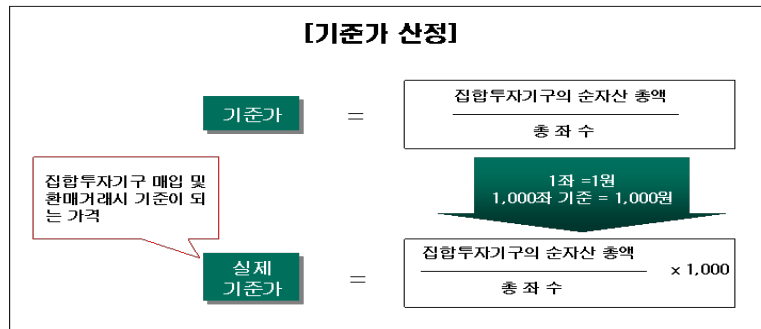 [기준가 산정]
기준가 = 집합투자기구의 순자산 총액
총 좌 수
집합투자기구 매입 및
환매거래시 기준이 되
는 가격
1좌 =1원
1,000좌 기준 = 1,000원
실제
기준가 = 집합투자기구의 순자산 총액
총 좌 수
x 1,000